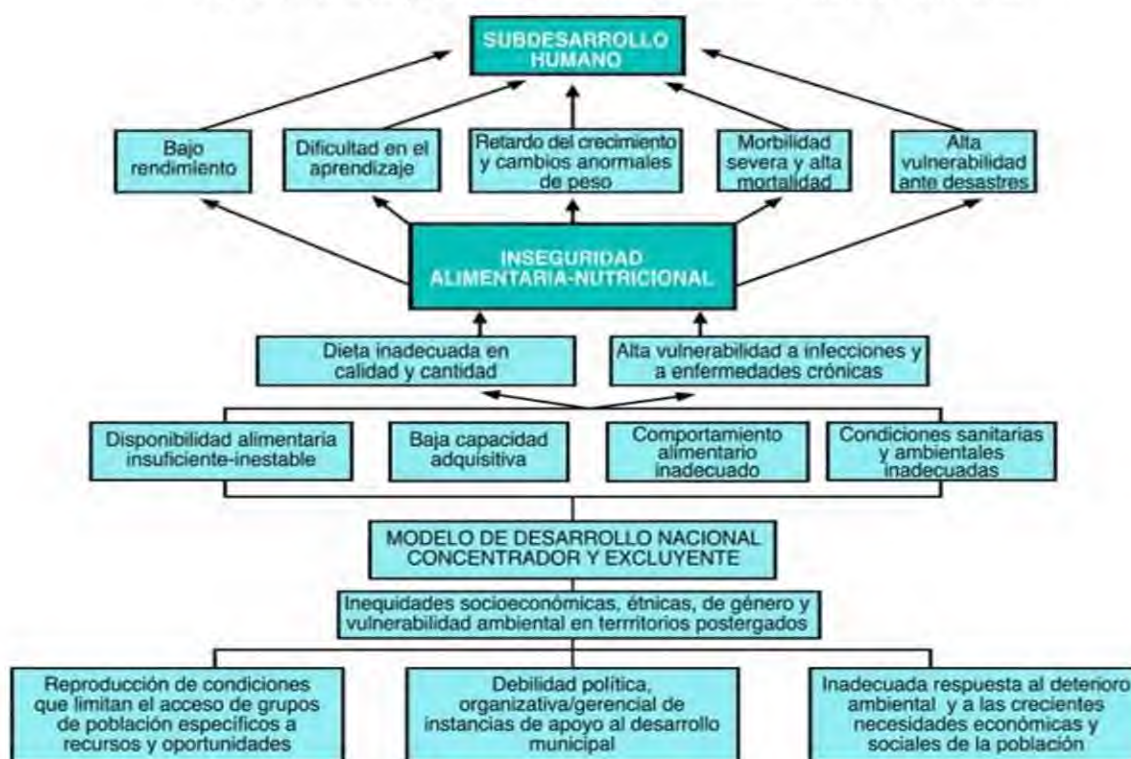 SUBDESARROLLO
HUMANO
Bajo
rendimiento
Dificultad en el
aprendizaje
Retardo del crecimiento
y cambios anormales
de peso
Morbilidad
severa y alta
mortalidad
Alta
vulnerabilidad
ante desastres
INSEGURIDAD
ALIMENTARIA-NUTRICIONAL
Dieta inadecuada en
calidad y cantidad
Alta vulnerabilidad a infecciones y
a enfermedades crónicas
Disponibilidad alimentaria
insuficiente-inestable
Baja capacidad
adquisitiva
Comportamiento
alimentario
inadecuado
Condiciones sanitarias
y ambientales
inadecuadas
MODELO DE DESARROLLO NACIONAL
CONCENTRADOR Y EXCLUYENTE
Inequidades socioeconómicas, étnicas, de género y
vulnerabilidad ambiental en terrritorios postergados
Reproducción de condiciones
que limitan el acceso de grupos
de población específicos a
recursos y oportunidades
Debilidad política,
organizativa/gerencial de
instancias de apoyo al desarrollo
municipal
Inadecuada respuesta al deterioro
ambiental y a las crecientes
necesidades económicas y
sociales de la población